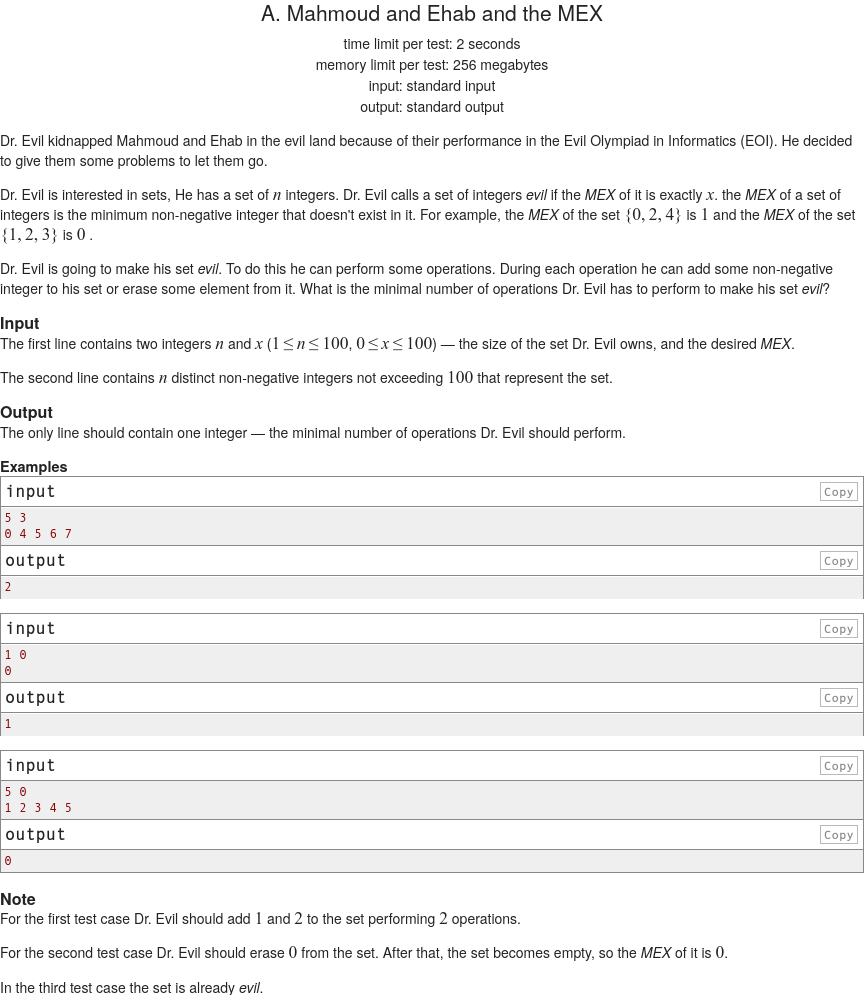 A. Mahmoud and Ehab and the MEX
time limit per test: 2 seconds
memory limit per test: 256 megabytes
input: standard input
output: standard output
Dr. Evil kidnapped Mahmoud and Ehab in the evil land because of their performance in the Evil Olympiad in Informatics (EOI). He decided
to give them some problems to let them go.
Dr. Evil is interested in sets, He has a set of n integers. Dr. Evil calls a set of integers evil if the MEX of it is exactly x. the MEX of a set of
integers is the minimum non-negative integer that doesn't exist in it. For example, the MEX of the set {0, 2, 4} is 1 and the MEX of the set
{1, 2, 3} is 0 .
Dr. Evil is going to make his set evil. To do this he can perform some operations. During each operation he can add some non-negative
integer to his set or erase some element from it. What is the minimal number of operations Dr. Evil has to perform to make his set evil?
Input
The first line contains two integers n and x (1 ≤ n ≤ 100, 0 ≤ x ≤ 100) — the size of the set Dr. Evil owns, and the desired MEX.
The second line contains n distinct non-negative integers not exceeding 100 that represent the set.
Output
The only line should contain one integer — the minimal number of operations Dr. Evil should perform.
Examples
input Copy
5 3
0 4 5 6 7
output Copy
2
input Copy
1 0
0
output Copy
1
input Copy
5 0
1 2 3 4 5
output Copy
0
Note
For the first test case Dr. Evil should add 1 and 2 to the set performing 2 operations.
For the second test case Dr. Evil should erase 0 from the set. After that, the set becomes empty, so the MEX of it is 0.
In the third test case the set is already evil.